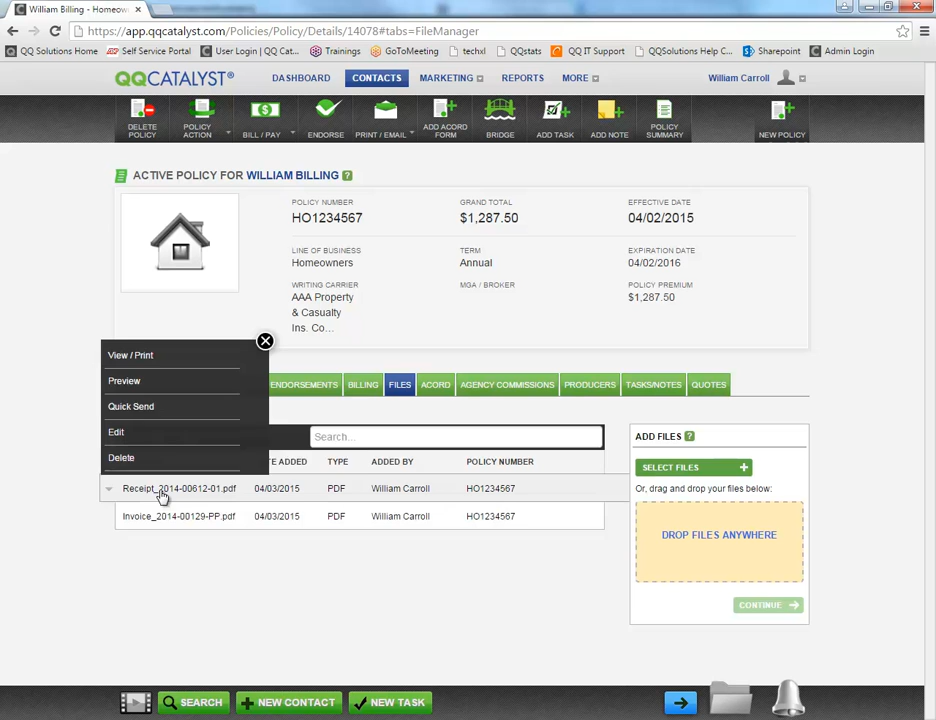 William Billing - Homeown
https://app.qqcatalyst.com/Policies/Policy/Details/14078#tabs=FileManager
QQ Solutions Home
Self Service Portal
User Login | QQ Cat...
Trainings
GoToMeeting
techxl
QQstats
QQ IT Support
QQSolutions Help C...
Sharepoint
Admin Login
QQCATALYST®
DASHBOARD
CONTACTS
MARKETING
REPORTS
MORE
William Carroll
DELETE
POLICY
POLICY
ACTION
BILL / PAY
ENDORSE
PRINT / EMAIL
ADD ACORD
FORM
BRIDGE
ADD TASK
ADD NOTE
POLICY
SUMMARY
NEW POLICY
ACTIVE POLICY FOR WILLIAM BILLING ?
POLICY NUMBER
HO1234567
GRAND TOTAL
$1,287.50
EFFECTIVE DATE
04/02/2015
LINE OF BUSINESS
Homeowners
TERM
Annual
EXPIRATION DATE
04/02/2016
WRITING CARRIER
AAA Property
& Casualty
Ins. Co...
MGA / BROKER
POLICY PREMIUM
$1,287.50
View / Print
Preview
Quick Send
Edit
Delete
ENDORSEMENTS
BILLING
FILES
ACORD
AGENCY COMMISSIONS
PRODUCERS
TASKS/NOTES
QUOTES
Search...
TE ADDED
TYPE
ADDED BY
POLICY NUMBER
Receipt_2014-00612-01.pdf 04/03/2015 PDF William Carroll HO1234567
Invoice_2014-00129-PP.pdf 04/03/2015 PDF William Carroll HO1234567
ADD FILES ?
SELECT FILES +
Or, drag and drop your files below:
DROP FILES ANYWHERE
CONTINUE
SEARCH
NEW CONTACT
NEW TASK